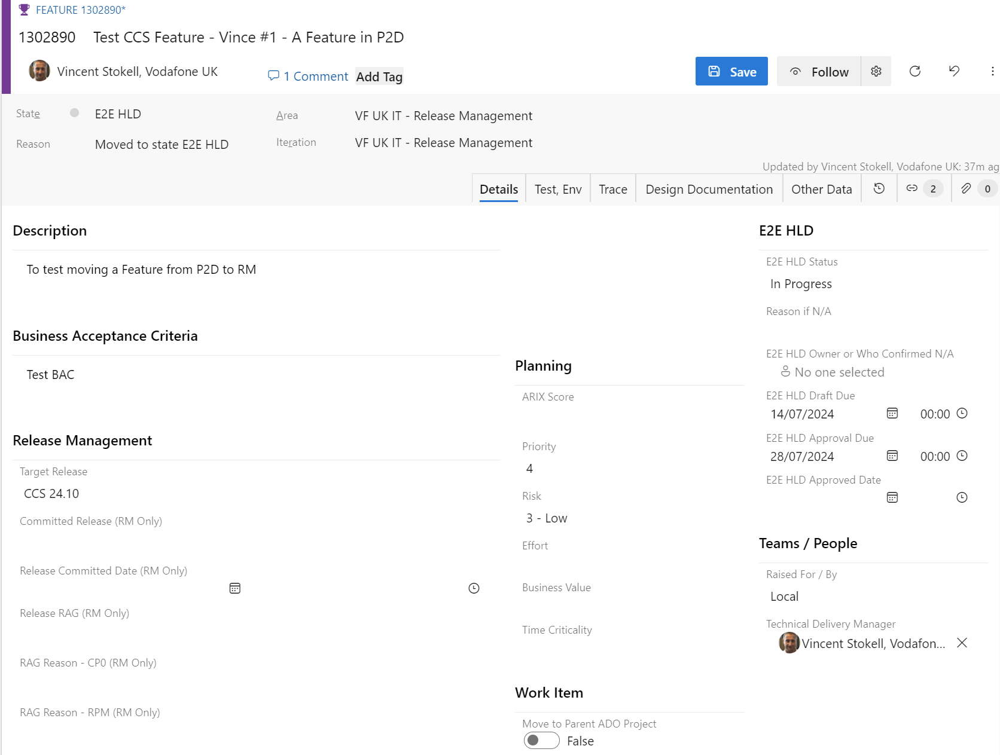 FEATURE 1302890*
1302890 Test CCS Feature - Vince #1 - A Feature in P2D
Vincent Stokell, Vodafone UK
1 Comment
Add Tag
Save
Follow
State E2E HLD
Area VF UK IT - Release Management
Reason Moved to state E2E HLD
Iteration VF UK IT - Release Management
Updated by Vincent Stokell, Vodafone UK: 37m ag
Details Test, Env Trace Design Documentation Other Data 2 0
Description
To test moving a Feature from P2D to RM
Business Acceptance Criteria
Test BAC
Release Management
Target Release
CCS 24.10
Committed Release (RM Only)
Release Committed Date (RM Only)
Release RAG (RM Only)
RAG Reason - CP0 (RM Only)
RAG Reason - RPM (RM Only)
Planning
ARIX Score
Priority
4
Risk
3 - Low
Effort
Business Value
Time Criticality
Work Item
Move to Parent ADO Project
False
E2E HLD
E2E HLD Status
In Progress
Reason if N/A
E2E HLD Owner or Who Confirmed N/A
No one selected
E2E HLD Draft Due
14/07/2024 00:00
E2E HLD Approval Due
28/07/2024 00:00
E2E HLD Approved Date
Teams / People
Raised For / By
Local
Technical Delivery Manager
Vincent Stokell, Vodafon...